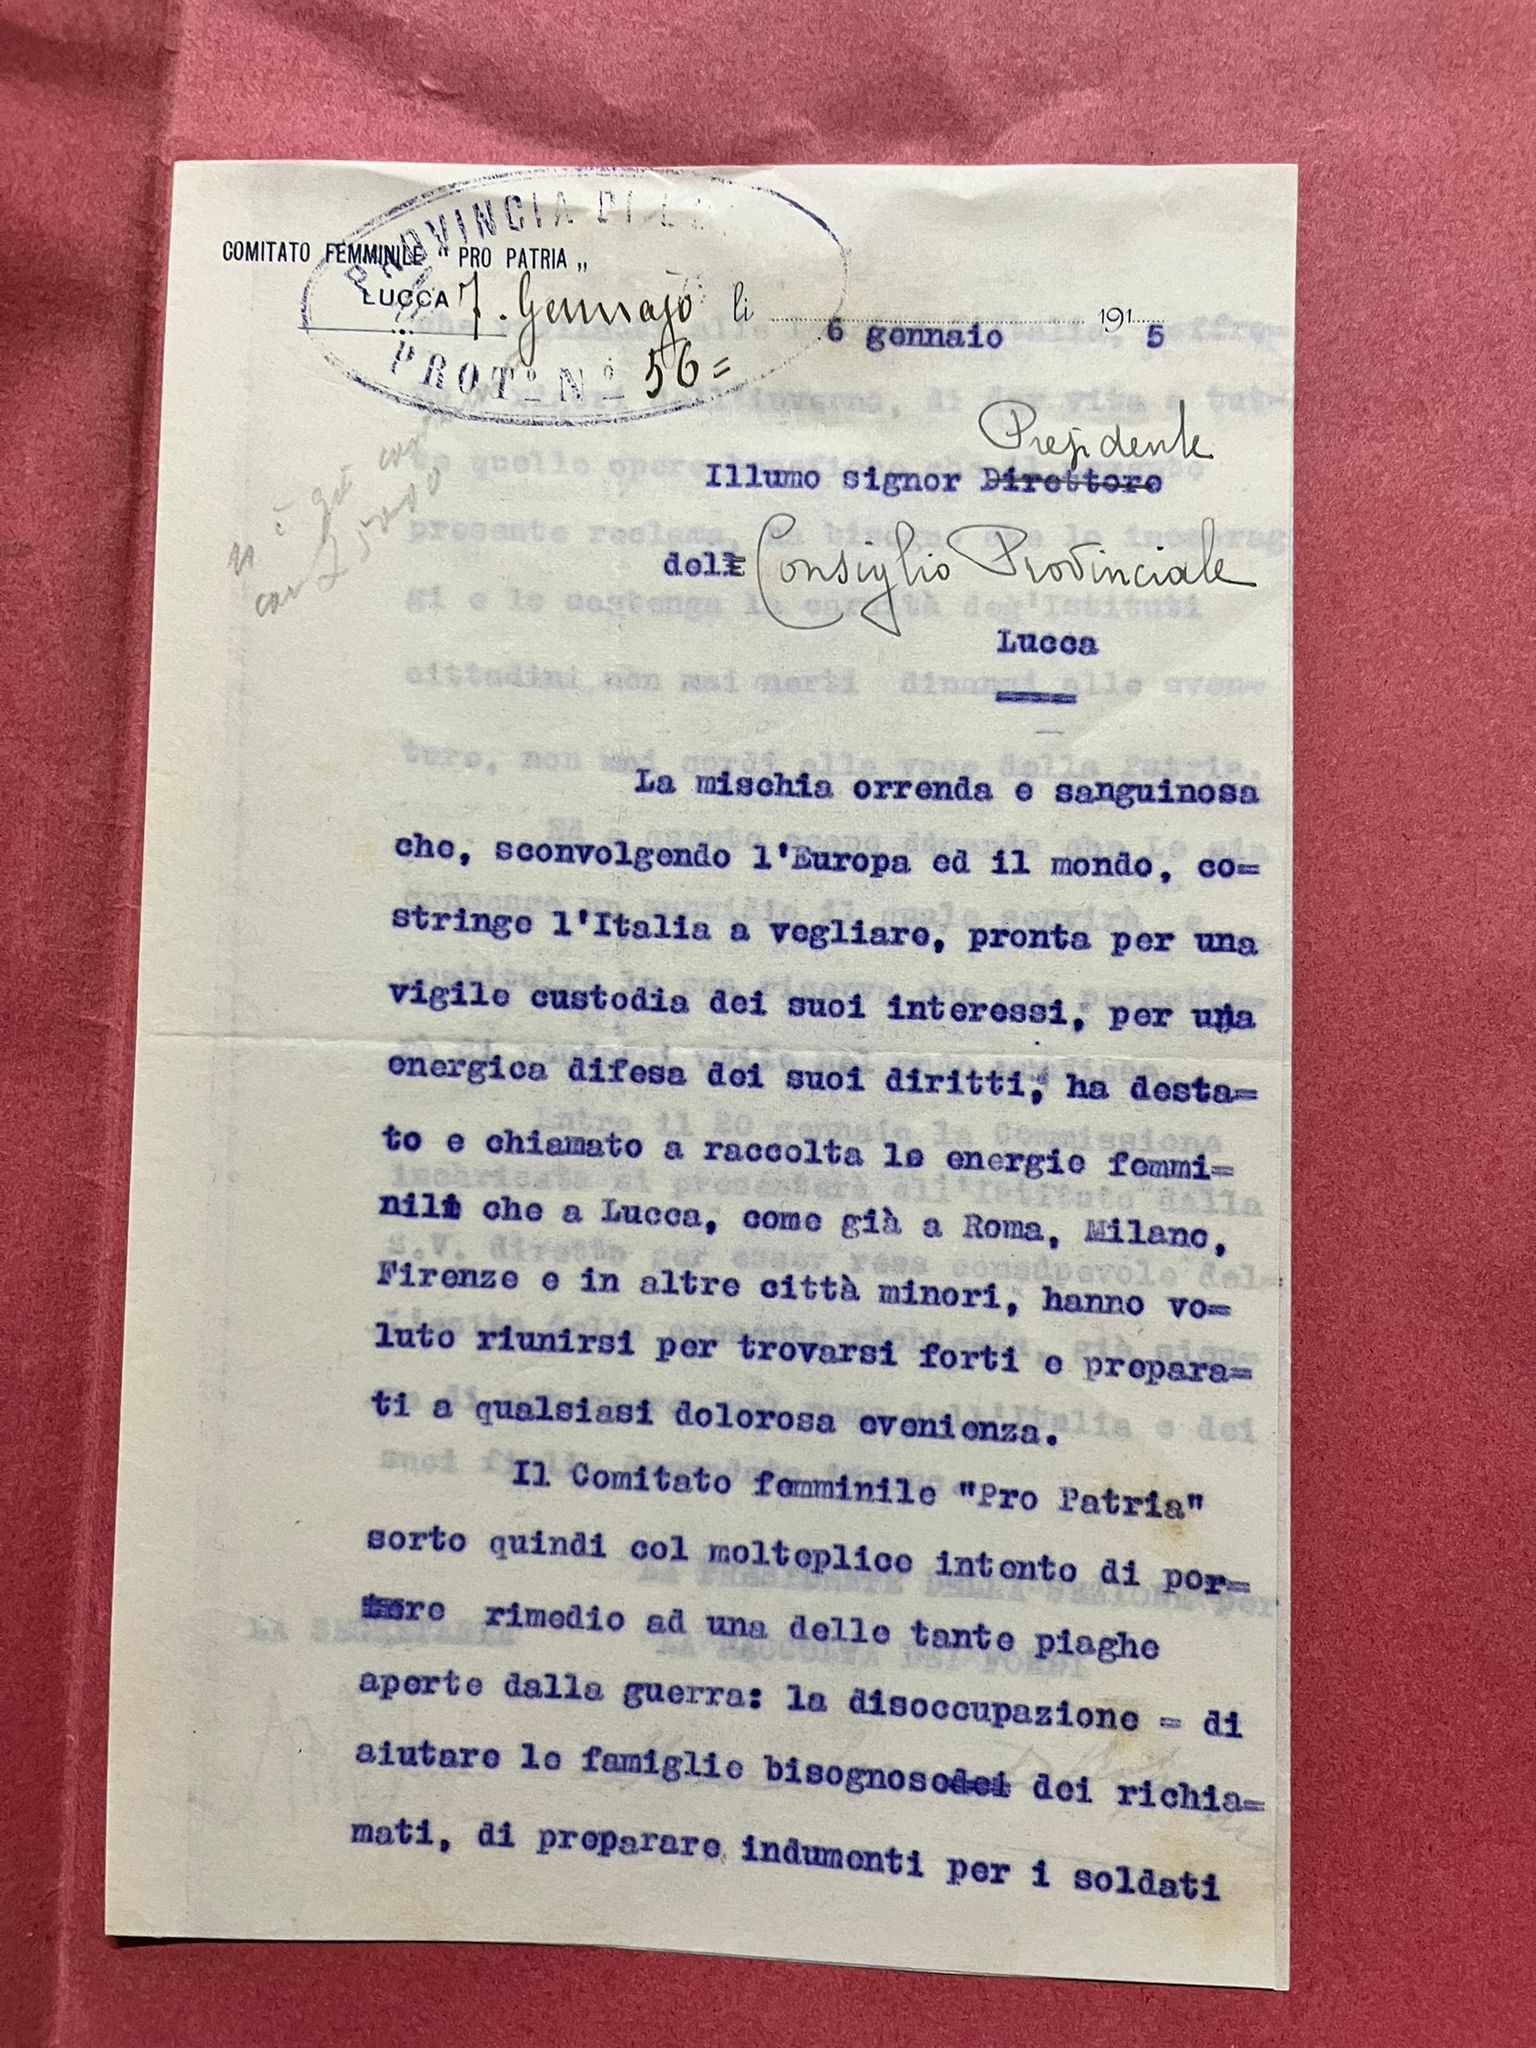 PROVINCIA DI
COMITATO FEMMINILE " PRO PATRIA „
LUCCA 7. Gennajo li 6 gennaio 1915
PROT° N° 56=
Presidente
Illumo signor Direttore
dell Consiglio Provinciale
Lucca
La mischia orrenda e sanguinosa
che, sconvolgendo l'Europa ed il mondo, co=
stringe l'Italia a vegliare, pronta per una
vigile custodia dei suoi interessi, per una
energica difesa dei suoi diritti, ha desta=
to e chiamato a raccolta le energie femmi=
nili che a Lucca, come già a Roma, Milano,
Firenze e in altre città minori, hanno vo=
luto riunirsi per trovarsi forti e prepara=
ti a qualsiasi dolorosa evenienza.
Il Comitato femminile "Pro Patria"
sorto quindi col molteplice intento di por=
tare rimedio ad una delle tante piaghe
aperte dalla guerra: la disoccupazione = di
aiutare le famiglie bisognose dei dei richia=
mati, di preparare indumenti per i soldati